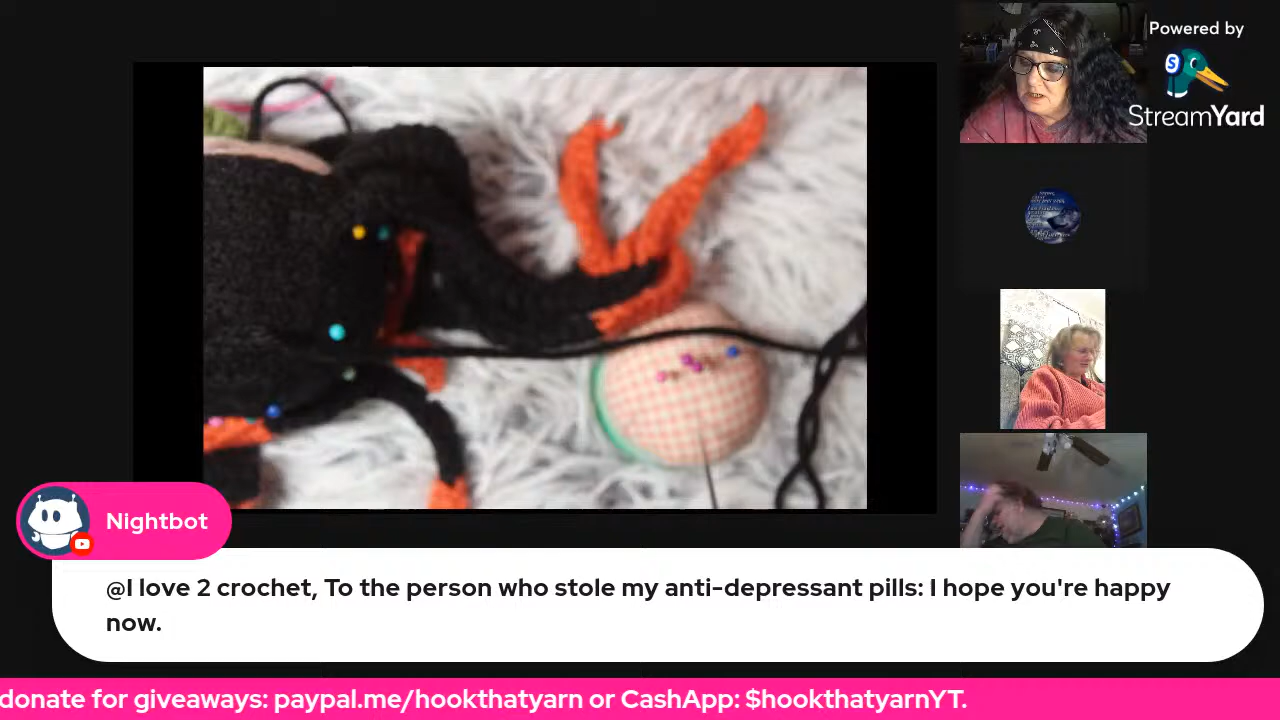 Powered by
StreamYard
Nightbot
@I love 2 crochet, To the person who stole my anti-depressant pills: I hope you're happy
now.
donate for giveaways: paypal.me/hookthatyarn or CashApp: $hookthatyarnYT.